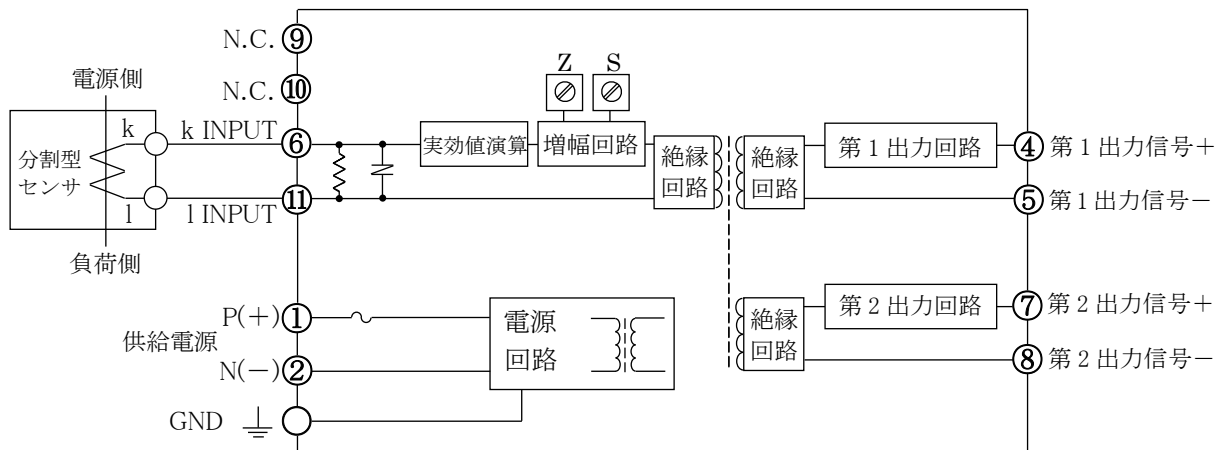 N.C. ⑨
電源側
N.C. ⑩
Z S
k
k INPUT ⑥
分割型
センサ
l
l INPUT ⑪
負荷側
実効値演算
増幅回路
絶縁
回路
絶縁
回路
第1出力回路
④ 第1出力信号+
⑤ 第1出力信号−
P(+) ①
供給電源
N(−) ②
GND
電源
回路
絶縁
回路
第2出力回路
⑦ 第2出力信号+
⑧ 第2出力信号−